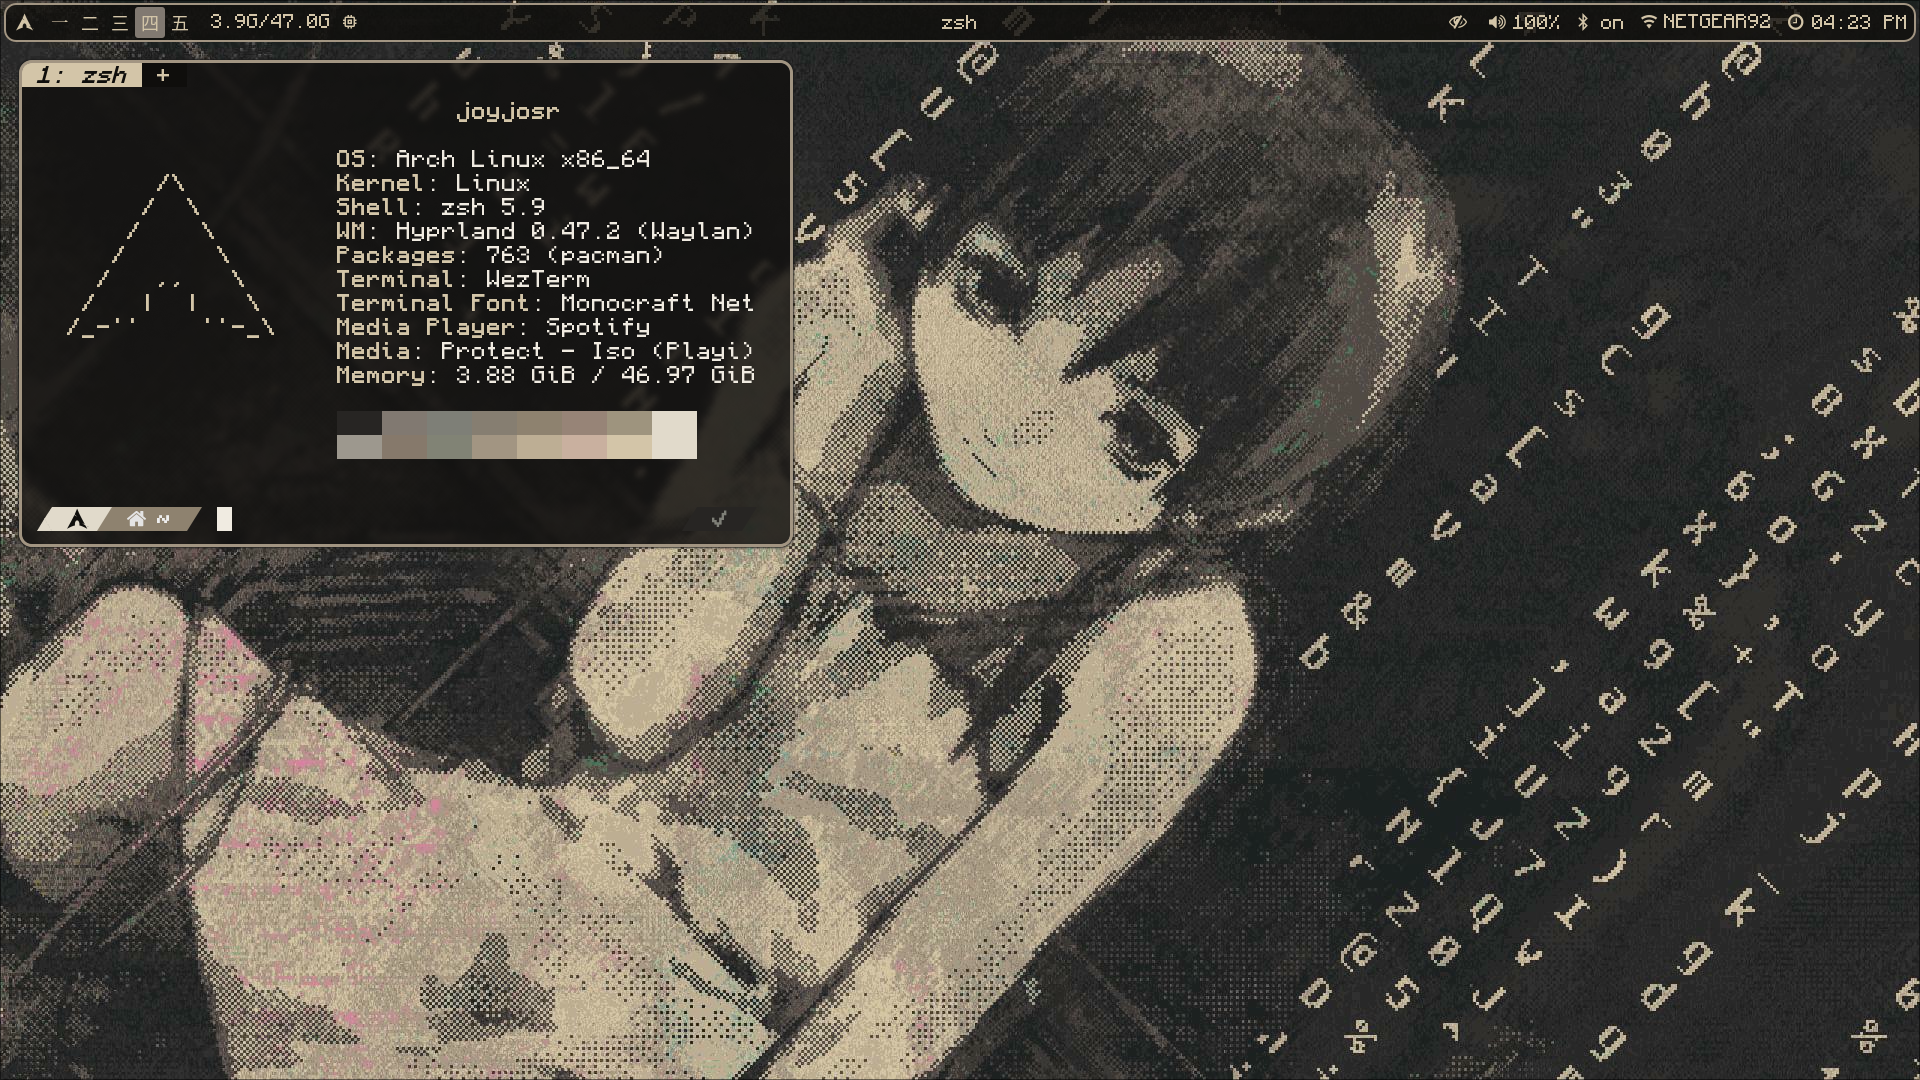 一 二 三 四 五 3.9G/47.0G
zsh
100% on NETGEAR92 04:23 PM
1: zsh +
joyjosr
OS: Arch Linux x86_64
Kernel: Linux
Shell: zsh 5.9
WM: Hyprland 0.47.2 (Waylan)
Packages: 763 (pacman)
Terminal: WezTerm
Terminal Font: Monocraft Net
Media Player: Spotify
Media: Protect - Iso (Playi)
Memory: 3.88 GiB / 46.97 GiB
~